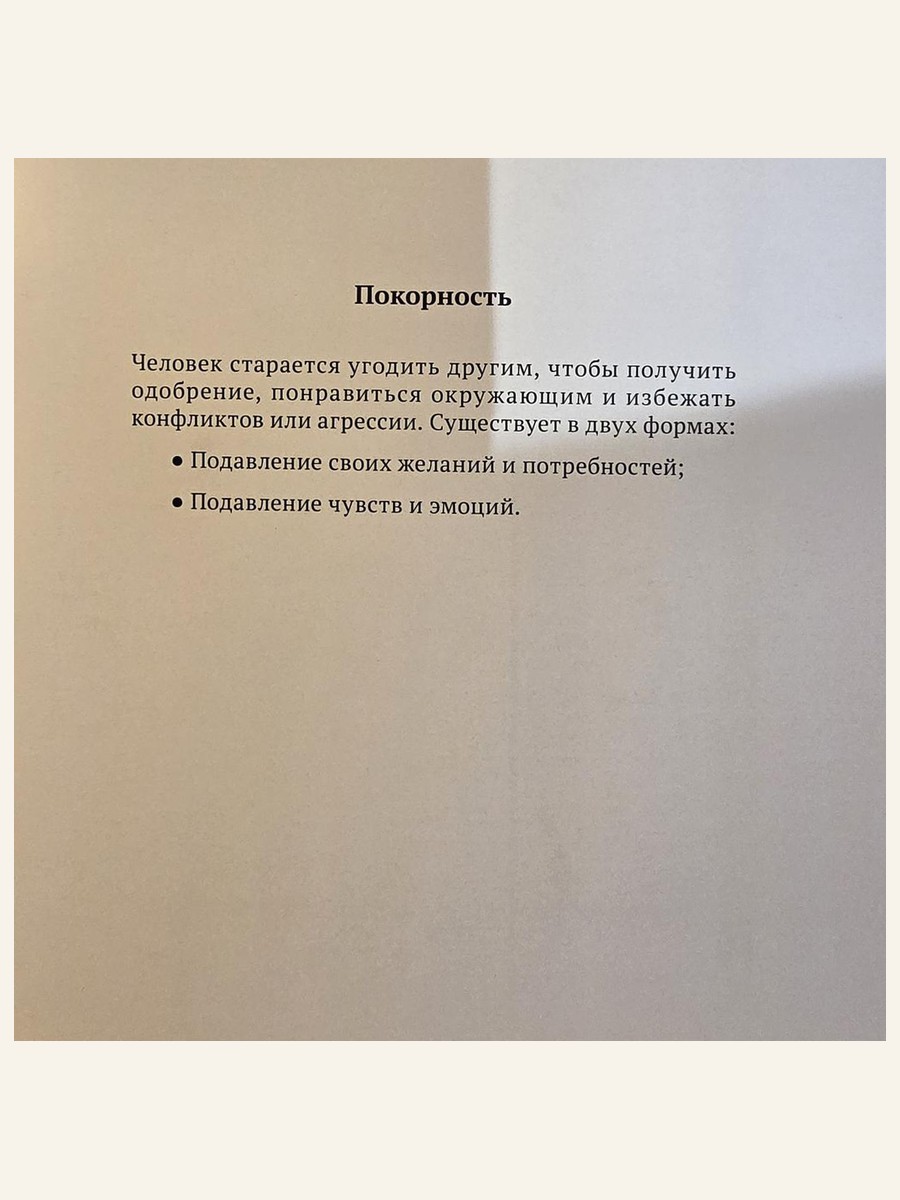 Покорность
Человек старается угодить другим, чтобы получить
одобрение, понравиться окружающим и избежать
конфликтов или агрессии. Существует в двух формах:
● Подавление своих желаний и потребностей;
● Подавление чувств и эмоций.